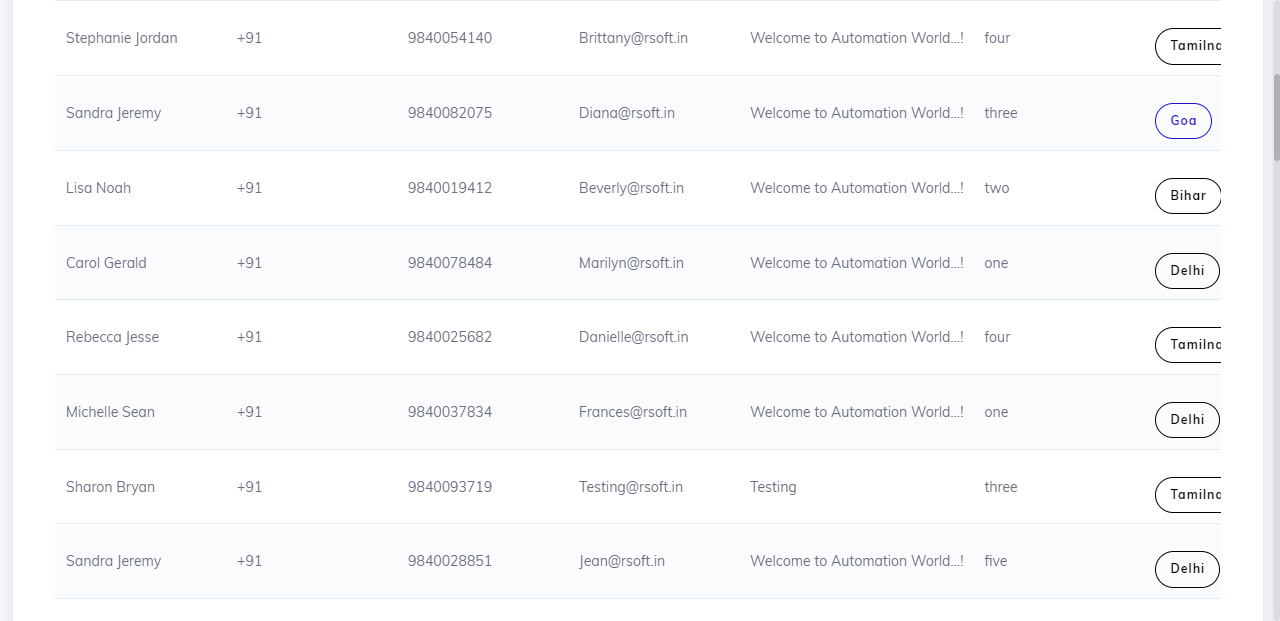 Stephanie Jordan +91 9840054140 Brittany@rsoft.in Welcome to Automation World...! four Tamilna
Sandra Jeremy +91 9840082075 Diana@rsoft.in Welcome to Automation World...! three Goa
Lisa Noah +91 9840019412 Beverly@rsoft.in Welcome to Automation World...! two Bihar
Carol Gerald +91 9840078484 Marilyn@rsoft.in Welcome to Automation World...! one Delhi
Rebecca Jesse +91 9840025682 Danielle@rsoft.in Welcome to Automation World...! four Tamilna
Michelle Sean +91 9840037834 Frances@rsoft.in Welcome to Automation World...! one Delhi
Sharon Bryan +91 9840093719 Testing@rsoft.in Testing three Tamilna
Sandra Jeremy +91 9840028851 Jean@rsoft.in Welcome to Automation World...! five Delhi